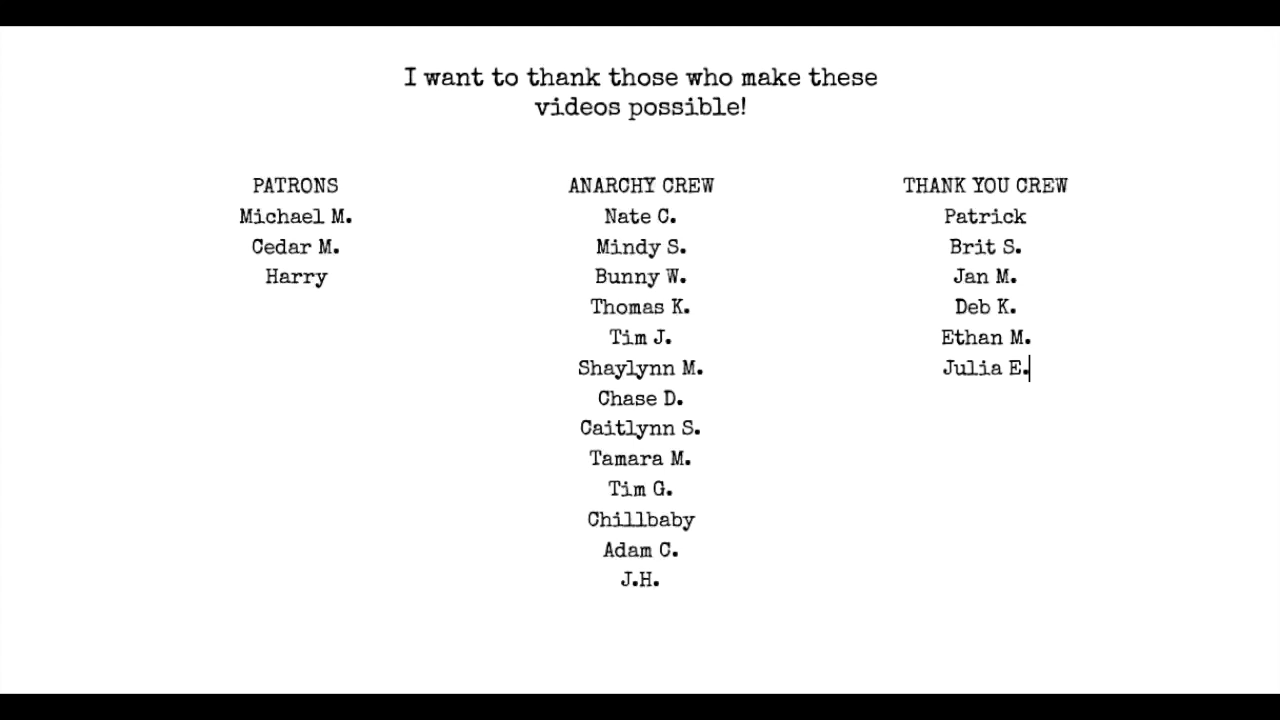 I want to thank those who make these
videos possible!
PATRONS
Michael M.
Cedar M.
Harry
ANARCHY CREW
Nate C.
Mindy S.
Bunny W.
Thomas K.
Tim J.
Shaylynn M.
Chase D.
Caitlynn S.
Tamara M.
Tim G.
Chillbaby
Adam C.
J.H.
THANK YOU CREW
Patrick
Brit S.
Jan M.
Deb K.
Ethan M.
Julia E.